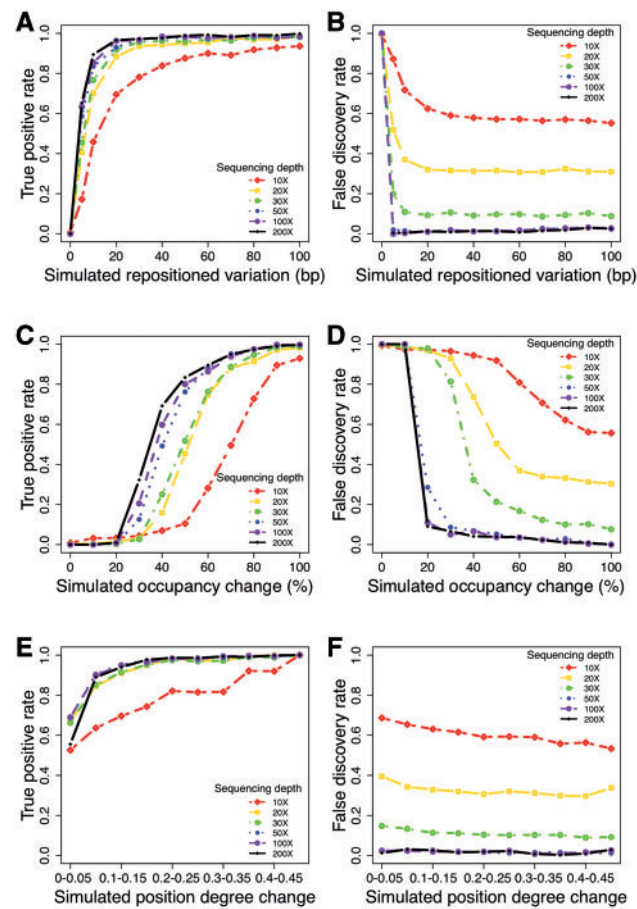 A
True positive rate
1.0
0.8
0.6
0.4
0.2
0.0
Sequencing depth
10X
20X
30X
50X
100X
200X
0 20 40 60 80 100
Simulated repositioned variation (bp)
B
False discovery rate
1.0
0.8
0.6
0.4
0.2
0.0
Sequencing depth
10X
20X
30X
50X
100X
200X
0 20 40 60 80 100
Simulated repositioned variation (bp)
C
True positive rate
1.0
0.8
0.6
0.4
0.2
0.0
Sequencing depth
10X
20X
30X
50X
100X
200X
0 20 40 60 80 100
Simulated occupancy change (%)
D
False discovery rate
1.0
0.8
0.6
0.4
0.2
0.0
Sequencing depth
10X
20X
30X
50X
100X
200X
0 20 40 60 80 100
Simulated occupancy change (%)
E
True positive rate
1.0
0.8
0.6
0.4
0.2
0.0
Sequencing depth
10X
20X
30X
50X
100X
200X
0-0.05 0.1-0.15 0.2-0.25 0.3-0.35 0.4-0.45
Simulated position degree change
F
False discovery rate
1.0
0.8
0.6
0.4
0.2
0.0
Sequencing depth
10X
20X
30X
50X
100X
200X
0-0.05 0.1-0.15 0.2-0.25 0.3-0.35 0.4-0.45
Simulated position degree change